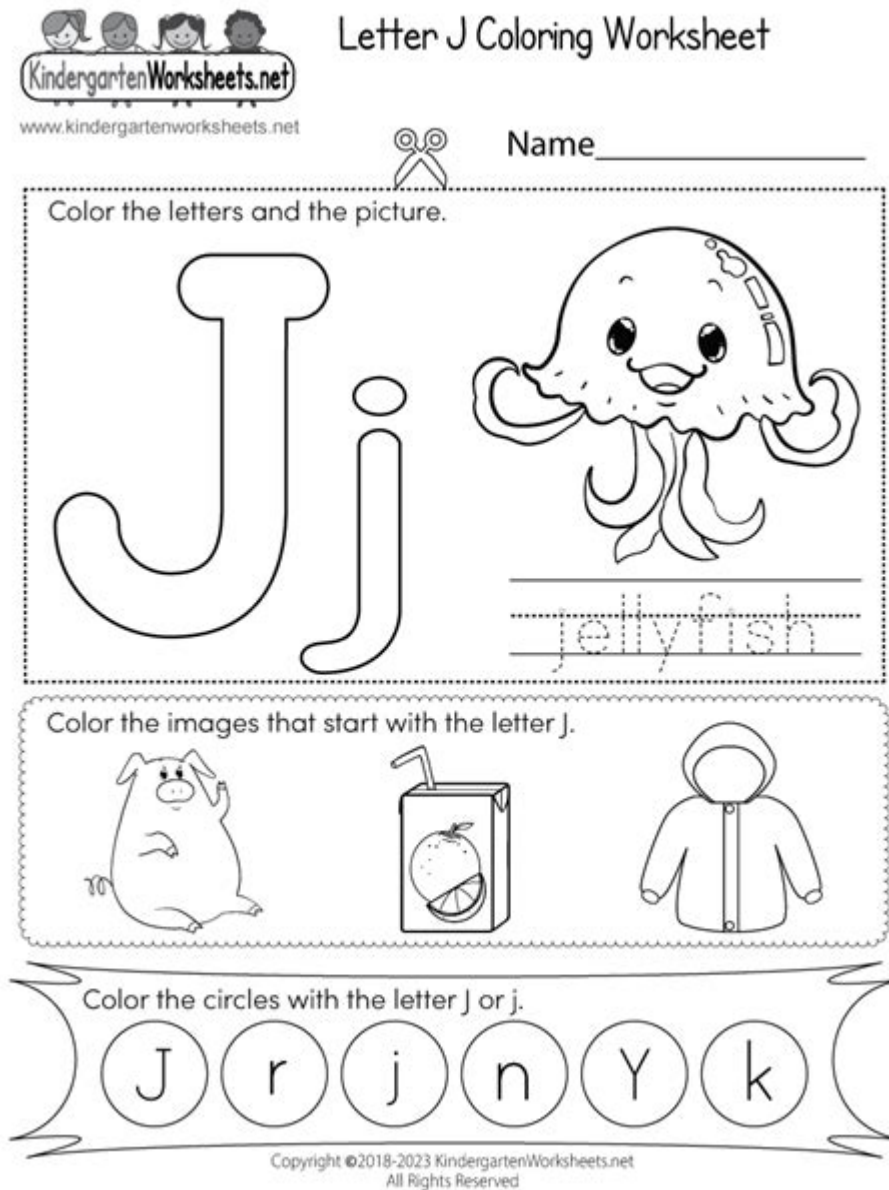 KindergartenWorksheets.net
www.kindergartenworksheets.net
Letter J Coloring Worksheet
Name
Color the letters and the picture.
J j
jellyfish
Color the images that start with the letter J.
Color the circles with the letter J or j.
J r j n Y k
Copyright ©2018-2023 KindergartenWorksheets.net
All Rights Reserved